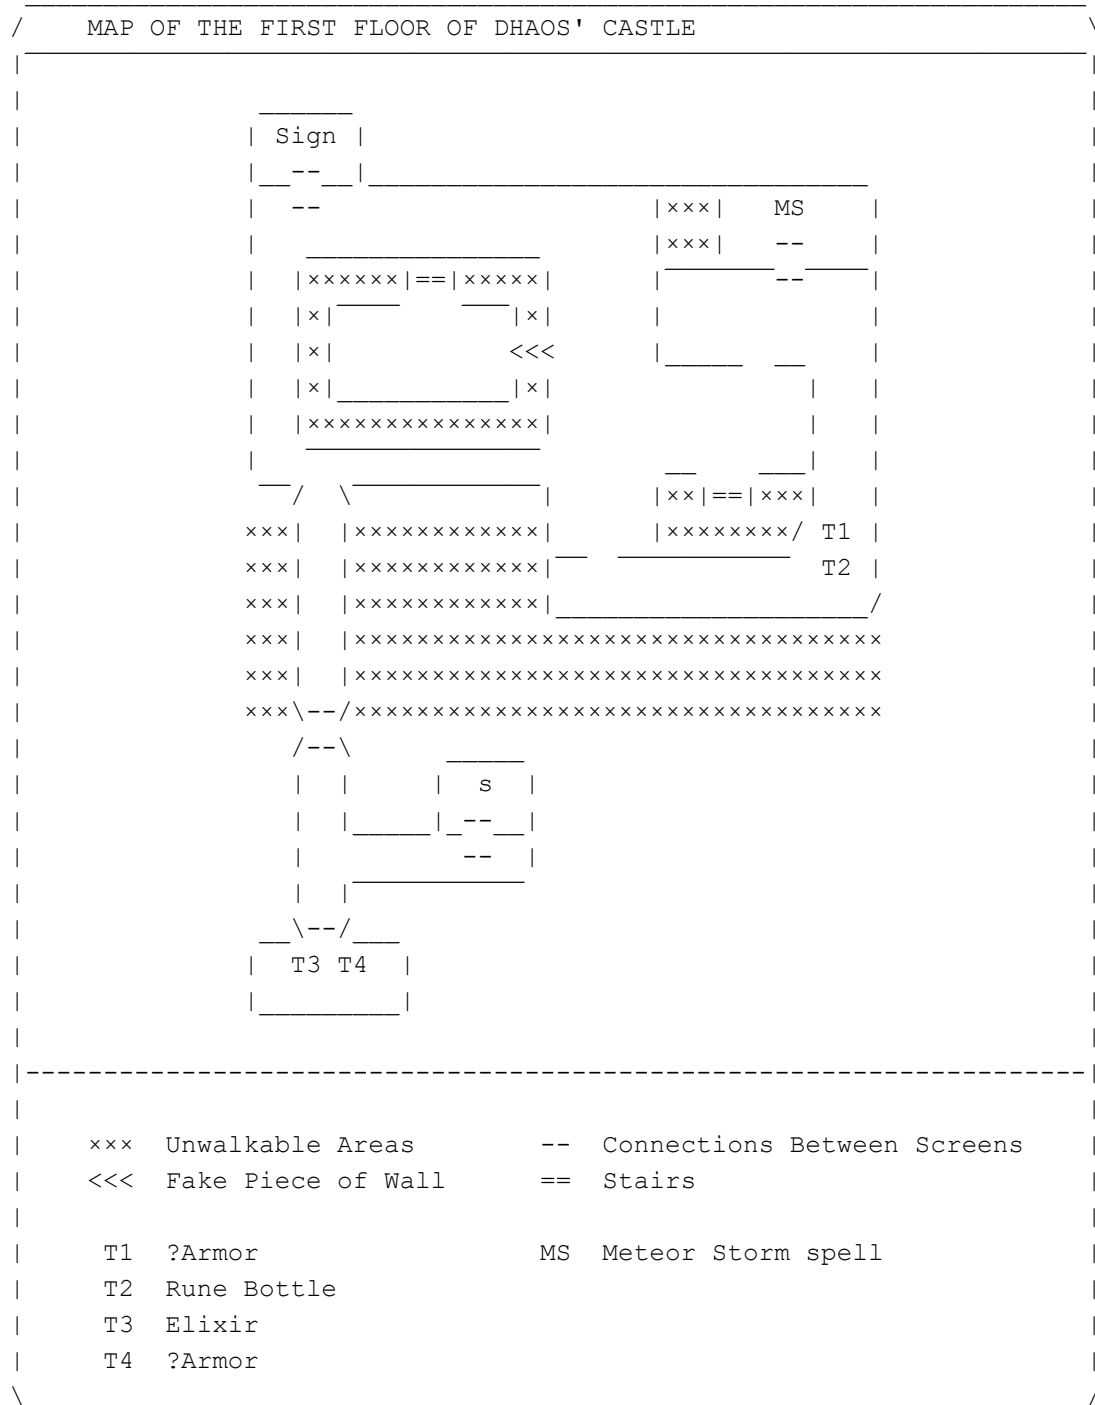 MAP OF THE FIRST FLOOR OF DHAOS' CASTLE
Sign
MS
T1
T2
s
T3 T4
××× Unwalkable Areas -- Connections Between Screens
<<< Fake Piece of Wall == Stairs
T1 ?Armor MS Meteor Storm spell
T2 Rune Bottle
T3 Elixir
T4 ?Armor